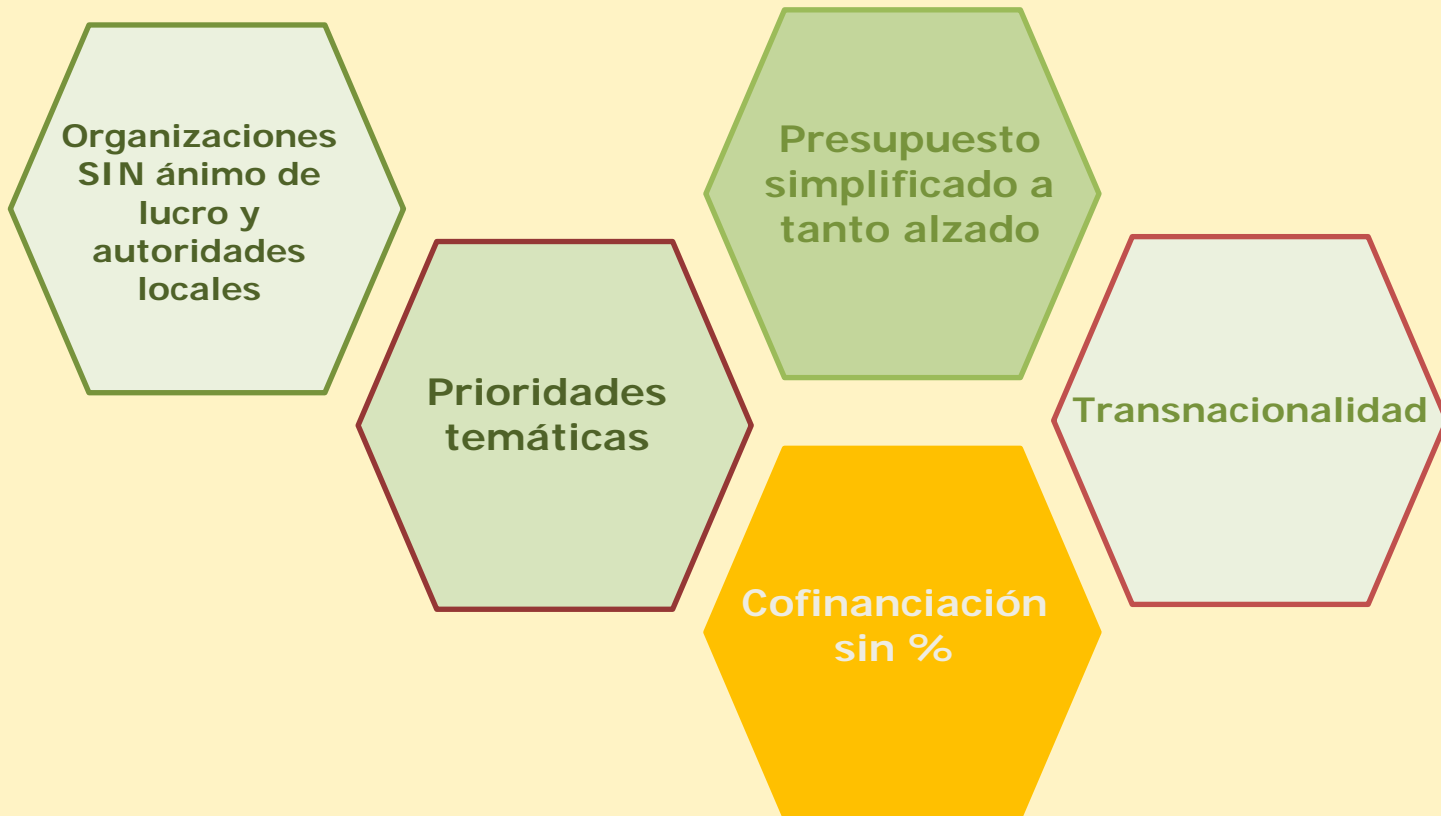 Organizaciones
SIN ánimo de
lucro y
autoridades
locales
Presupuesto
simplificado a
tanto alzado
Prioridades
temáticas
Transnacionalidad
Cofinanciación
sin %